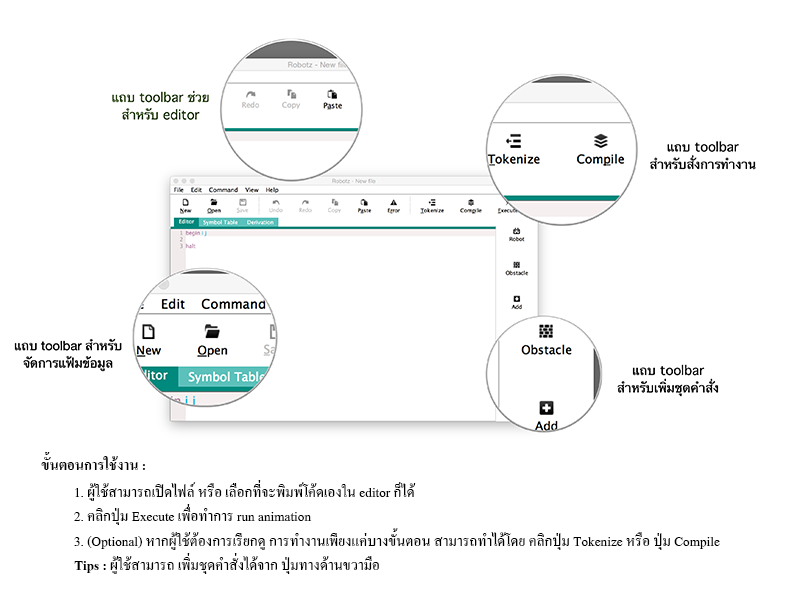 Robotz - New file
Redo Copy Paste
แถบ toolbar ช่วย
สำหรับ editor
Tokenize Compile
แถบ toolbar
สำหรับสั่งการทำงาน
Robotz - New file
File Edit Command View Help
New Open Save Undo Redo Copy Paste Error Tokenize Compile Execute
Editor Symbol Table Derivation
1 begin i j
2
3 halt
Robot
Obstacle
Add
Edit Command
New Open
Editor Symbol Table
i j
แถบ toolbar สำหรับ
จัดการแฟ้มข้อมูล
Obstacle
Add
แถบ toolbar
สำหรับเพิ่มชุดคำสั่ง
ขั้นตอนการใช้งาน :
1. ผู้ใช้สามารถเปิดไฟล์ หรือ เลือกที่จะพิมพ์โค้ดเองใน editor ก็ได้
2. คลิกปุ่ม Execute เพื่อทำการ run animation
3. (Optional) หากผู้ใช้ต้องการเรียกดู การทำงานเพียงแค่บางขั้นตอน สามารถทำได้โดย คลิกปุ่ม Tokenize หรือ ปุ่ม Compile
Tips : ผู้ใช้สามารถ เพิ่มชุดคำสั่งได้จาก ปุ่มทางด้านขวามือ